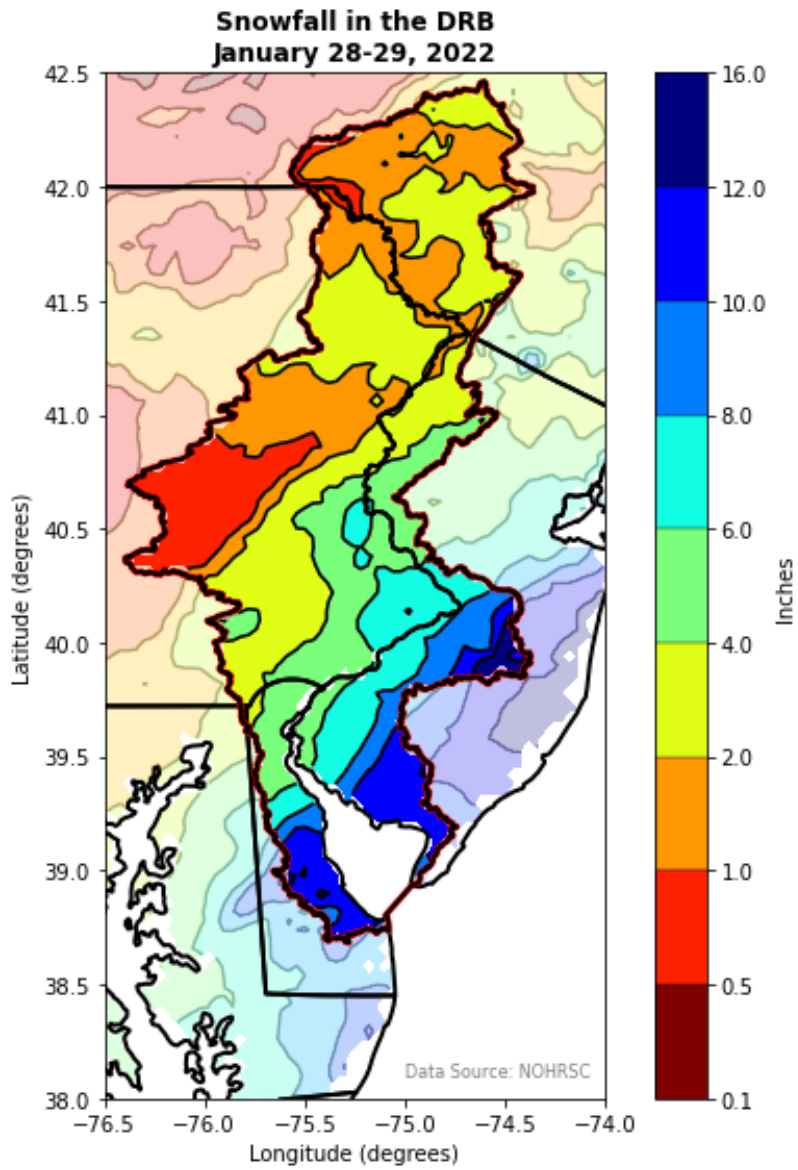 Snowfall in the DRB
January 28-29, 2022
42.5
42.0
41.5
41.0
40.5
40.0
39.5
39.0
38.5
38.0
Latitude (degrees)
−76.5 −76.0 −75.5 −75.0 −74.5 −74.0
Longitude (degrees)
Data Source: NOHRSC
16.0
12.0
10.0
8.0
6.0
4.0
2.0
1.0
0.5
0.1
Inches